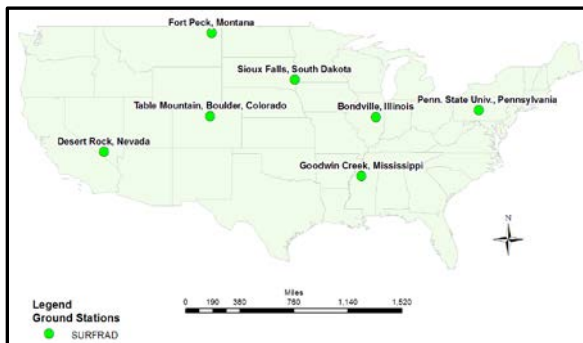 Fort Peck, Montana
Sioux Falls, South Dakota
Table Mountain, Boulder, Colorado
Bondville, Illinois
Penn. State Univ., Pennsylvania
Desert Rock, Nevada
Goodwin Creek, Mississippi
N
Miles
0 190 380 760 1,140 1,520
Legend
Ground Stations
SURFRAD